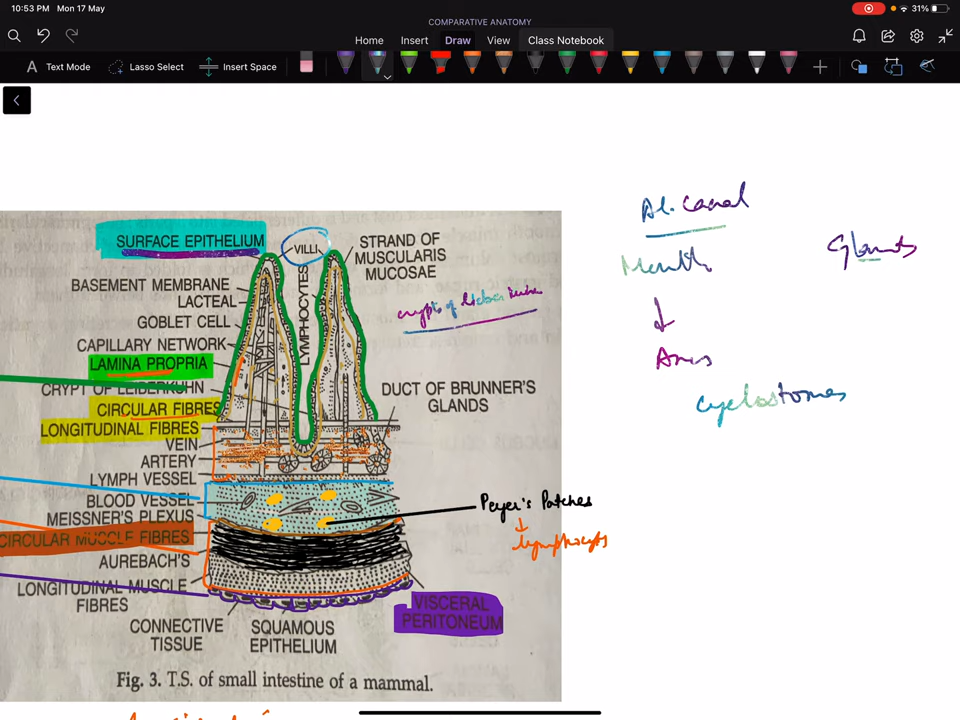 10:53 PM Mon 17 May
31%
COMPARATIVE ANATOMY
Home Insert Draw View Class Notebook
A Text Mode Lasso Select Insert Space
SURFACE EPITHELIUM
VILLI
STRAND OF
MUSCULARIS
MUCOSAE
BASEMENT MEMBRANE
LACTEAL
GOBLET CELL
CAPILLARY NETWORK
LAMINA PROPRIA
CRYPT OF LEIBERKUHN
CIRCULAR FIBRES
LONGITUDINAL FIBRES
VEIN
ARTERY
LYMPH VESSEL
BLOOD VESSEL
MEISSNER'S PLEXUS
CIRCULAR MUSCLE FIBRES
AUREBACH'S
LONGITUDINAL MUSCLE
FIBRES
CONNECTIVE
TISSUE
SQUAMOUS
EPITHELIUM
LYMPHOCYTES
DUCT OF BRUNNER'S
GLANDS
VISCERAL
PERITONEUM
Fig. 3. T.S. of small intestine of a mammal.
crypts of
Peyer's Patches
↓
lymphocyts
Al. Canal
Mouth
↓
Anus
Glands
Cyclostomes